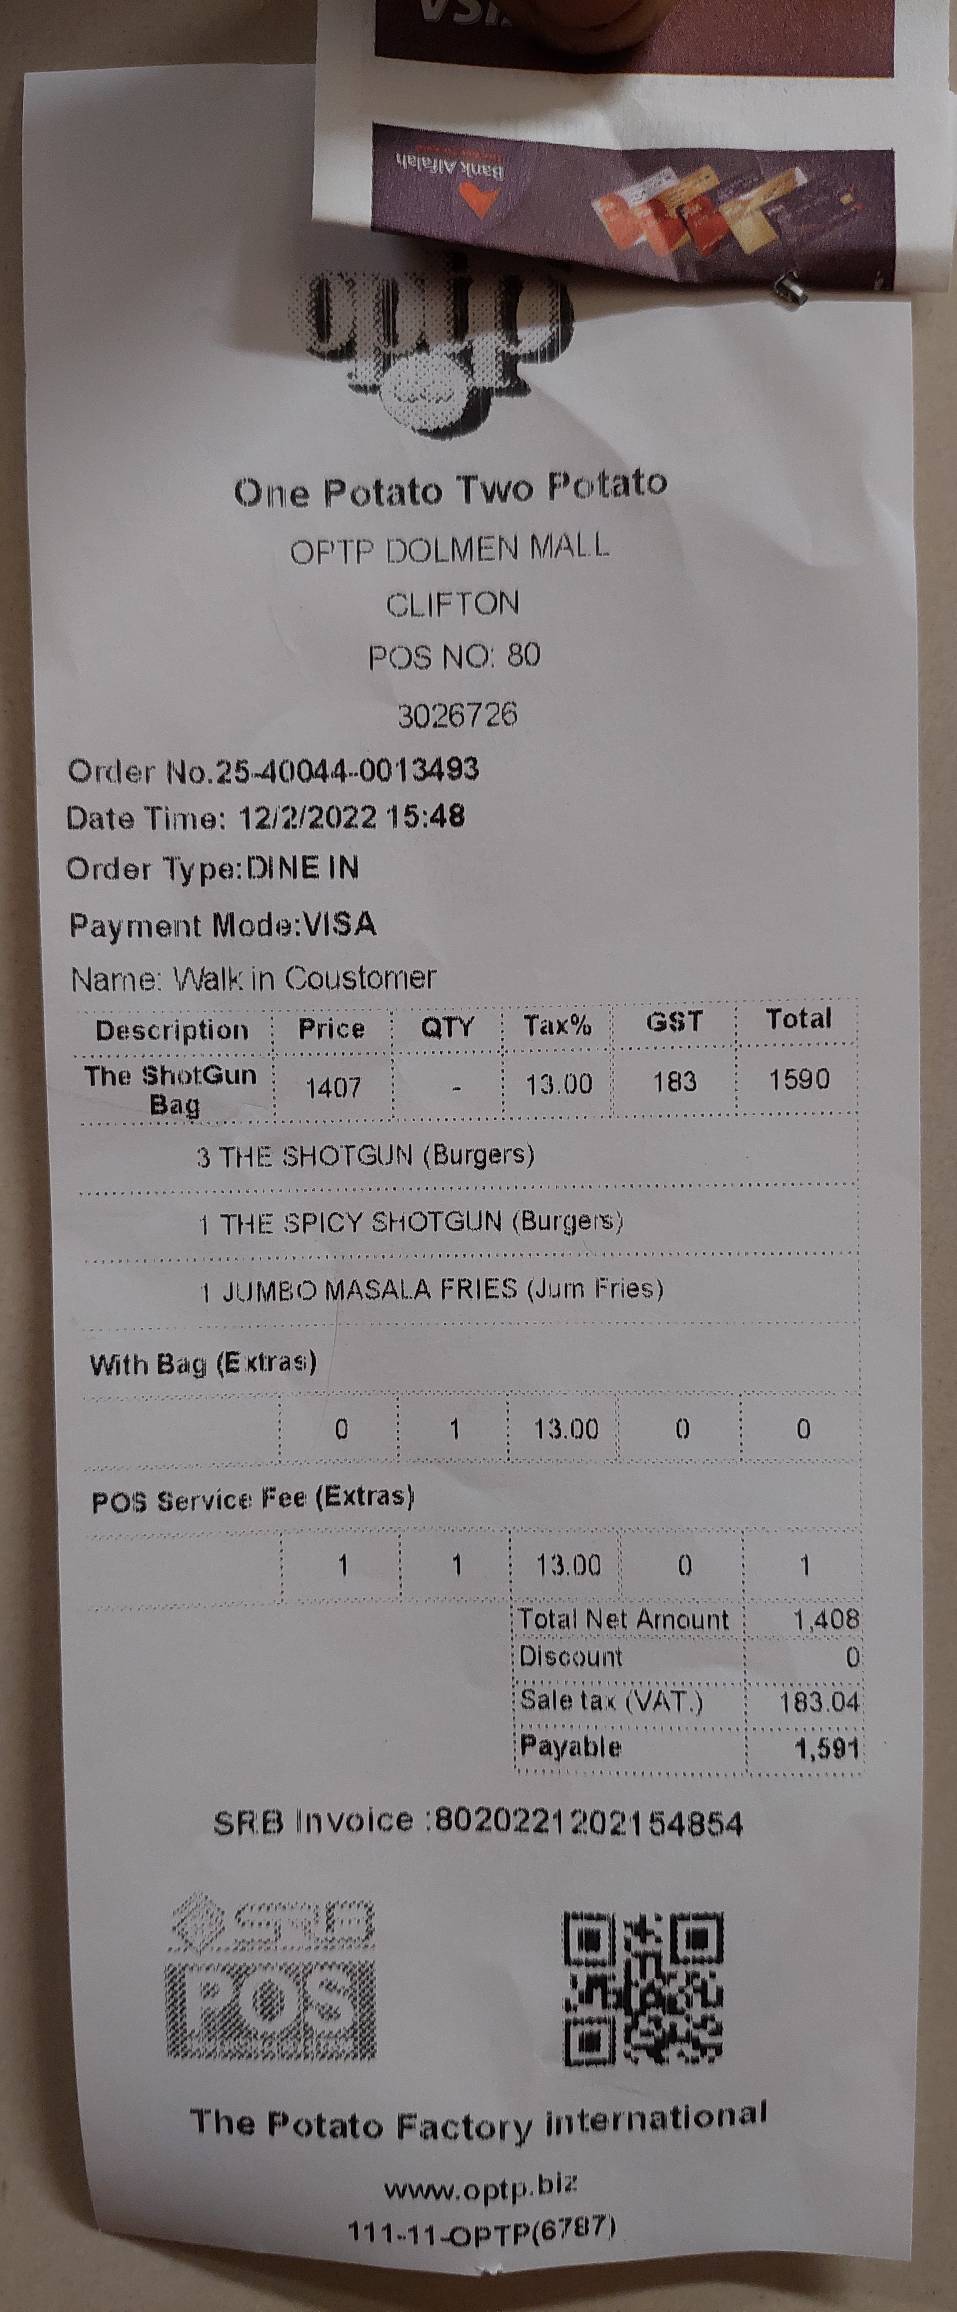 VISA
Bank Alfalah
optp
One Potato Two Potato
OPTP DOLMEN MALL
CLIFTON
POS NO: 80
3026726
Order No.25-40044-0013493
Date Time: 12/2/2022 15:48
Order Type:DINE IN
Payment Mode:VISA
Name: Walk in Coustomer
Description Price QTY Tax% GST Total
The ShotGun Bag 1407 - 13.00 183 1590
3 THE SHOTGUN (Burgers)
1 THE SPICY SHOTGUN (Burgers)
1 JUMBO MASALA FRIES (Jum Fries)
With Bag (Extras)
0 1 13.00 0 0
POS Service Fee (Extras)
1 1 13.00 0 1
Total Net Amount 1,408
Discount 0
Sale tax (VAT.) 183.04
Payable 1,591
SRB Invoice :8020221202154854
SRB
POS
The Potato Factory international
www.optp.biz
111-11-OPTP(6787)